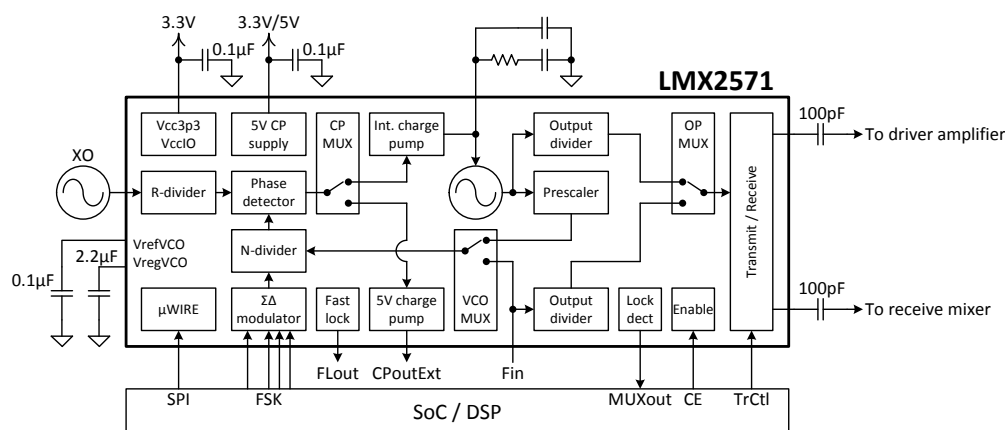 3.3V
3.3V/5V
0.1µF
0.1µF
LMX2571
100pF
To driver amplifier
Vcc3p3
VccIO
5V CP
supply
CP
MUX
Int. charge
pump
Output
divider
OP
MUX
XO
R-divider
Phase
detector
Prescaler
Transmit / Receive
VrefVCO
VregVCO
N-divider
2.2µF
0.1µF
100pF
To receive mixer
µWIRE
ΣΔ
modulator
Fast
lock
5V charge
pump
VCO
MUX
Output
divider
Lock
dect
Enable
FLout
CPoutExt
Fin
SPI
FSK
MUXout
CE
TrCtl
SoC / DSP